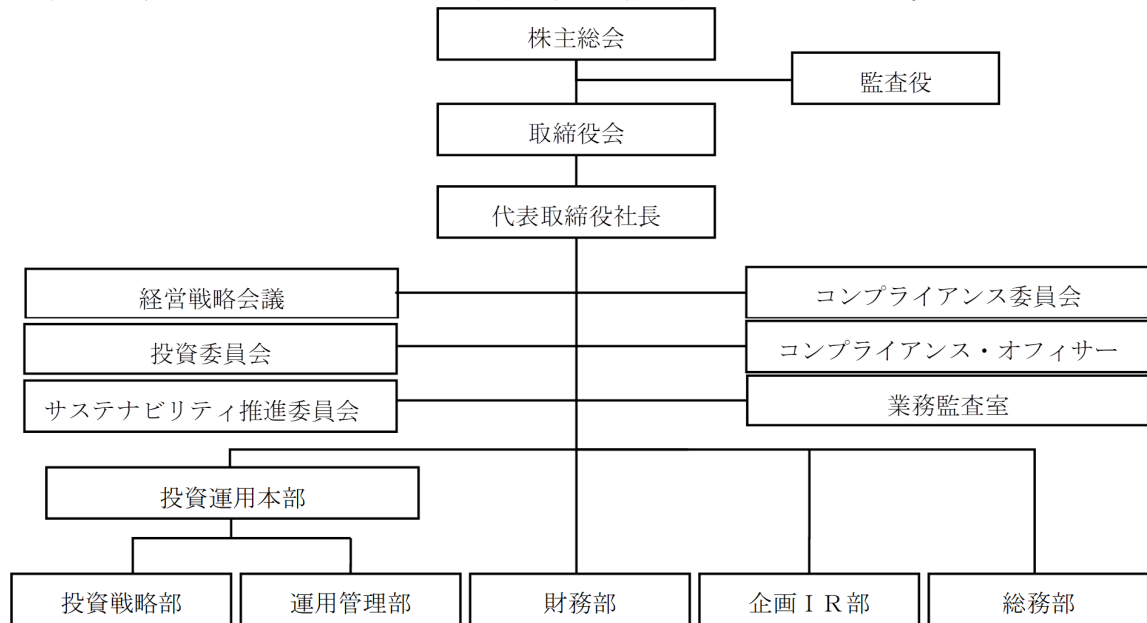 株主総会
監査役
取締役会
代表取締役社長
経営戦略会議
コンプライアンス委員会
投資委員会
コンプライアンス・オフィサー
サステナビリティ推進委員会
業務監査室
投資運用本部
投資戦略部
運用管理部
財務部
企画ＩＲ部
総務部